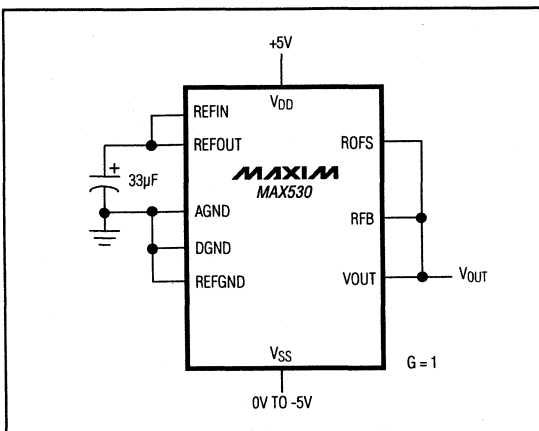 +5V
VDD
REFIN
REFOUT
ROFS
+
33µF
MAXIM
MAX530
AGND
RFB
DGND
REFGND
VOUT
VOUT
VSS
G = 1
0V TO -5V